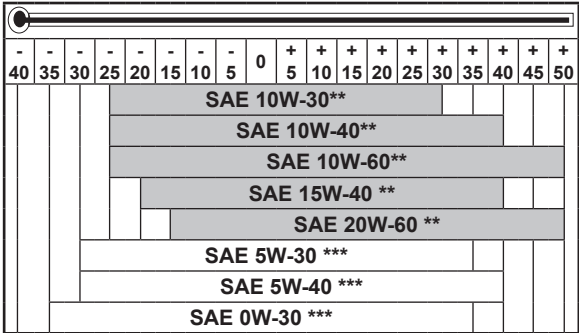 - - - - - - - - 0 + + + + + + + + + +
40 35 30 25 20 15 10 5 5 10 15 20 25 30 35 40 45 50
SAE 10W-30**
SAE 10W-40**
SAE 10W-60**
SAE 15W-40 **
SAE 20W-60 **
SAE 5W-30 ***
SAE 5W-40 ***
SAE 0W-30 ***